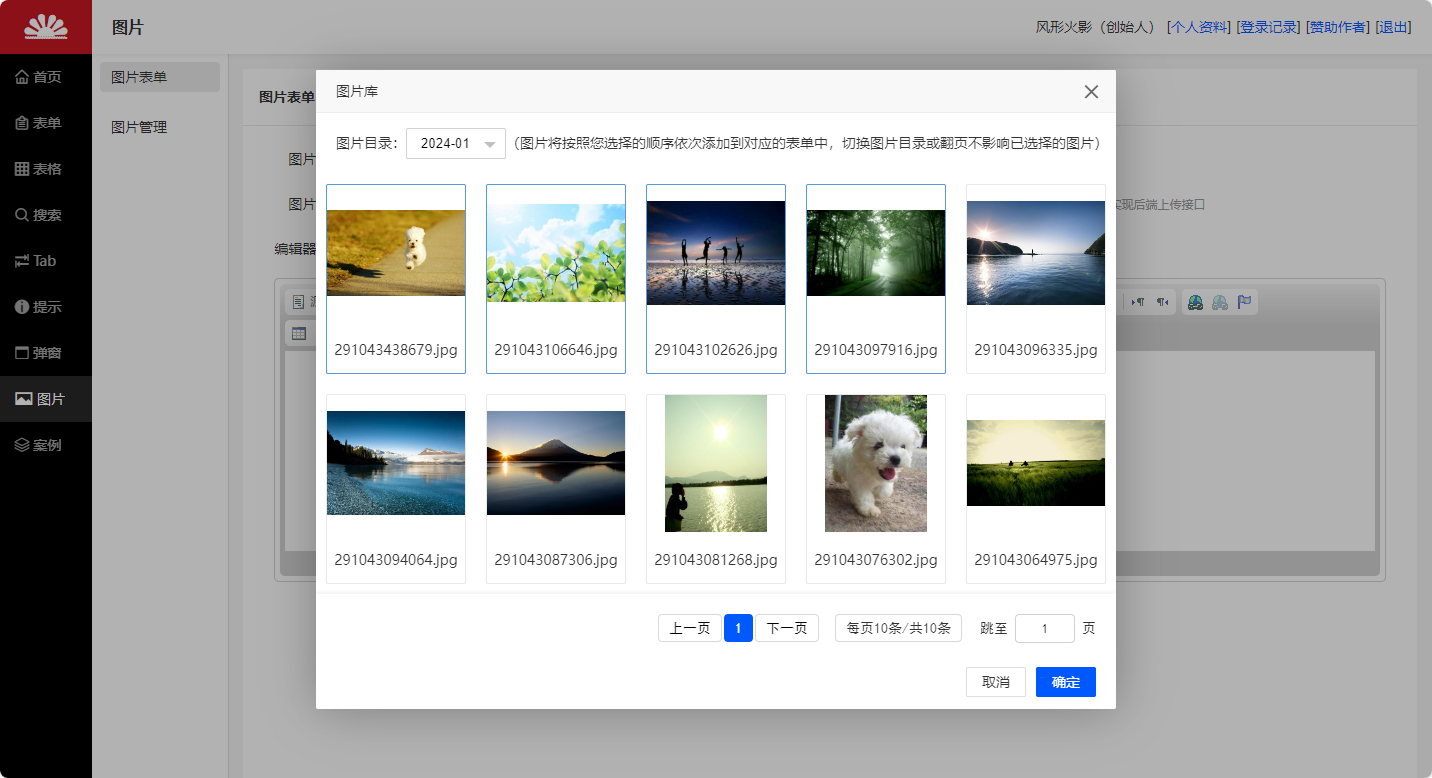 图片
风形火影（创始人） [个人资料] [登录记录] [赞助作者] [退出]
首页
表单
表格
搜索
Tab
提示
弹窗
图片
案例
图片表单
图片管理
图片表单
图片
图片
实现后端上传接口
编辑器
图片库
图片目录：
2024-01
（图片将按照您选择的顺序依次添加到对应的表单中，切换图片目录或翻页不影响已选择的图片）
291043438679.jpg 291043106646.jpg 291043102626.jpg 291043097916.jpg 291043096335.jpg
291043094064.jpg 291043087306.jpg 291043081268.jpg 291043076302.jpg 291043064975.jpg
上一页 1 下一页 每页10条/共10条 跳至 1 页
取消 确定